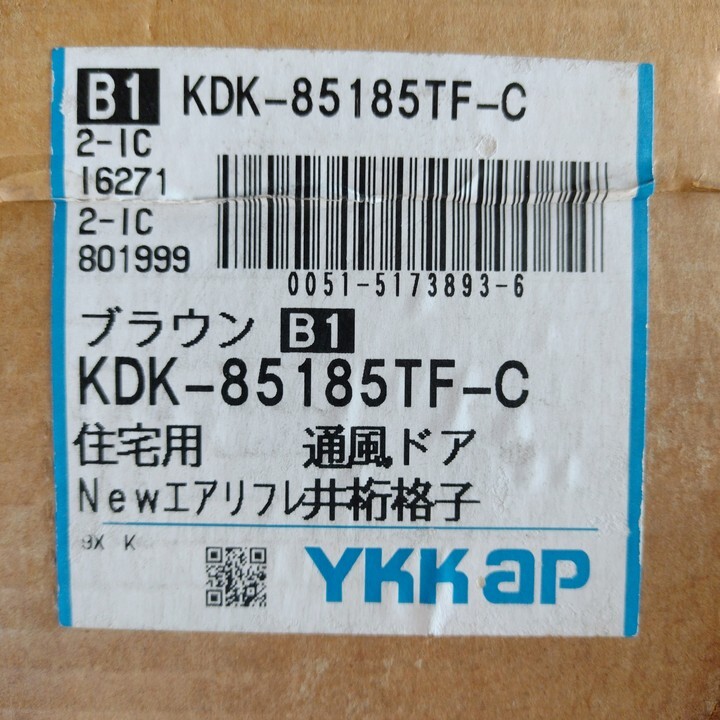 B1 KDK-85185TF-C
2-IC
I6271
2-IC
801999
0051-5173893-6
ブラウン B1
KDK-85185TF-C
住宅用 通風ドア
Newエアリフレ井桁格子
9X K
YKK ap